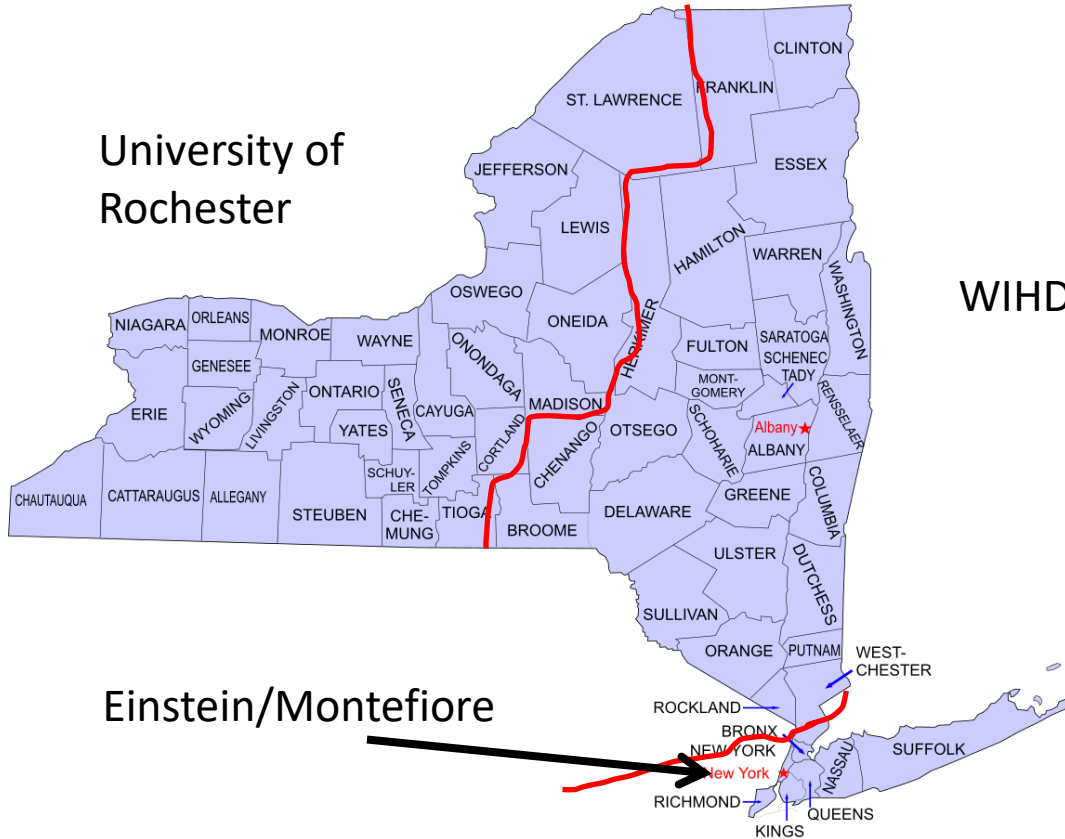 CLINTON
FRANKLIN
ST. LAWRENCE
University of
Rochester
JEFFERSON
ESSEX
LEWIS
HAMILTON
WARREN
WASHINGTON
WIHD
OSWEGO
ONEIDA
HERKIMER
NIAGARA
ORLEANS
MONROE
WAYNE
ONONDAGA
FULTON
SARATOGA
SCHENEC
TADY
GENESEE
MONT-
GOMERY
ERIE
WYOMING
LIVINGSTON
ONTARIO
SENECA
CAYUGA
MADISON
YATES
CORTLAND
CHENANGO
OTSEGO
SCHOHARIE
Albany
ALBANY
RENSSELAER
SCHUY-
LER
TOMPKINS
CHAUTAUQUA
CATTARAUGUS
ALLEGANY
STEUBEN
CHE-
MUNG
TIOGA
BROOME
DELAWARE
GREENE
COLUMBIA
ULSTER
DUTCHESS
SULLIVAN
ORANGE
PUTNAM
WEST-
CHESTER
Einstein/Montefiore
ROCKLAND
BRONX
NEW YORK
New York
NASSAU
SUFFOLK
RICHMOND
QUEENS
KINGS